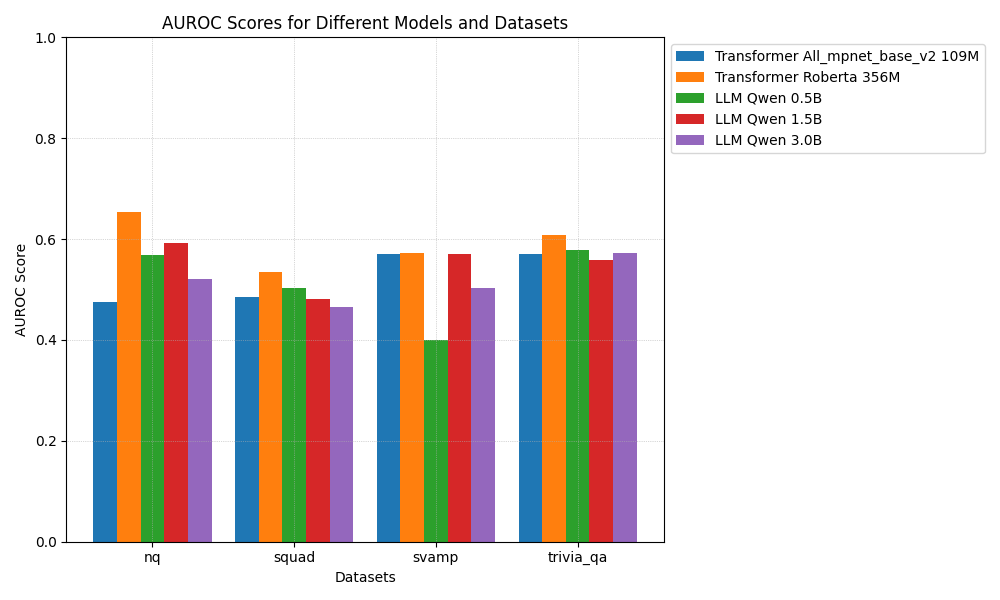 AUROC Scores for Different Models and Datasets
1.0
0.8
0.6
0.4
0.2
0.0
AUROC Score
nq
squad
svamp
trivia_qa
Datasets
Transformer All_mpnet_base_v2 109M
Transformer Roberta 356M
LLM Qwen 0.5B
LLM Qwen 1.5B
LLM Qwen 3.0B